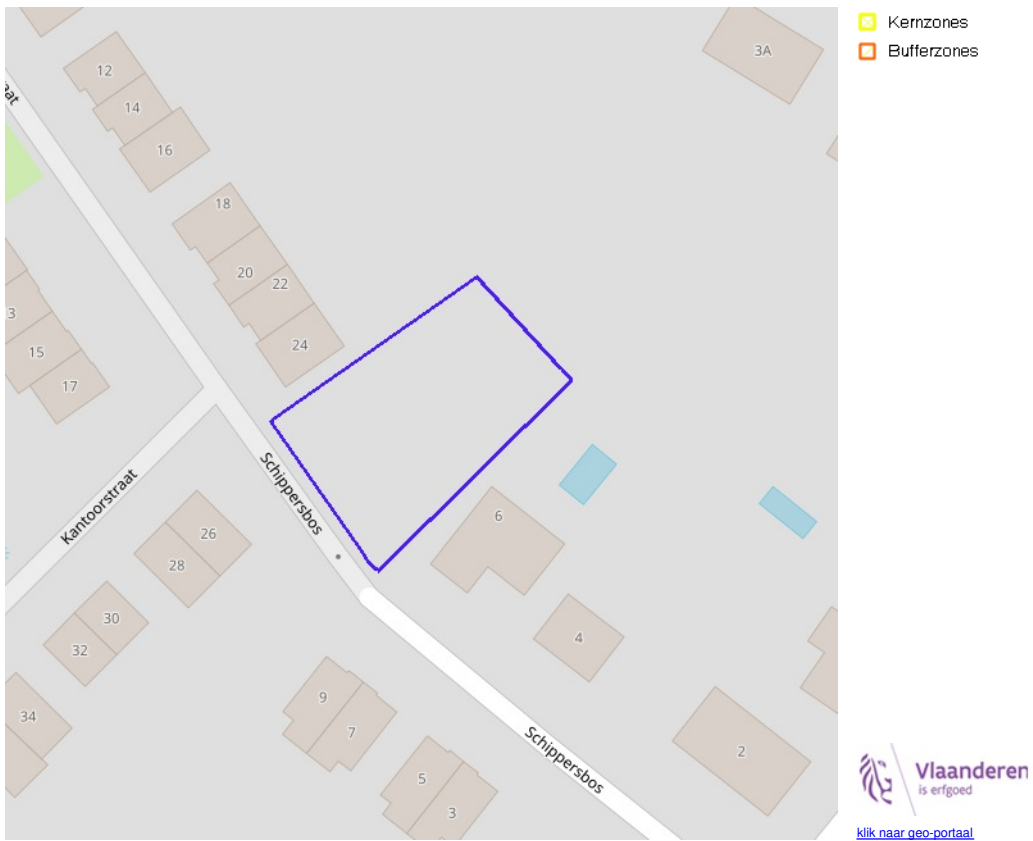 Kernzones
Bufferzones
3A
12
aat
14
16
18
20
22
24
3
15
17
Schippersbos
Kantoorstraat
6
26
28
30
32
4
34
9
7
Schippersbos
2
5
3
Vlaanderen
is erfgoed
klik naar geo-portaal